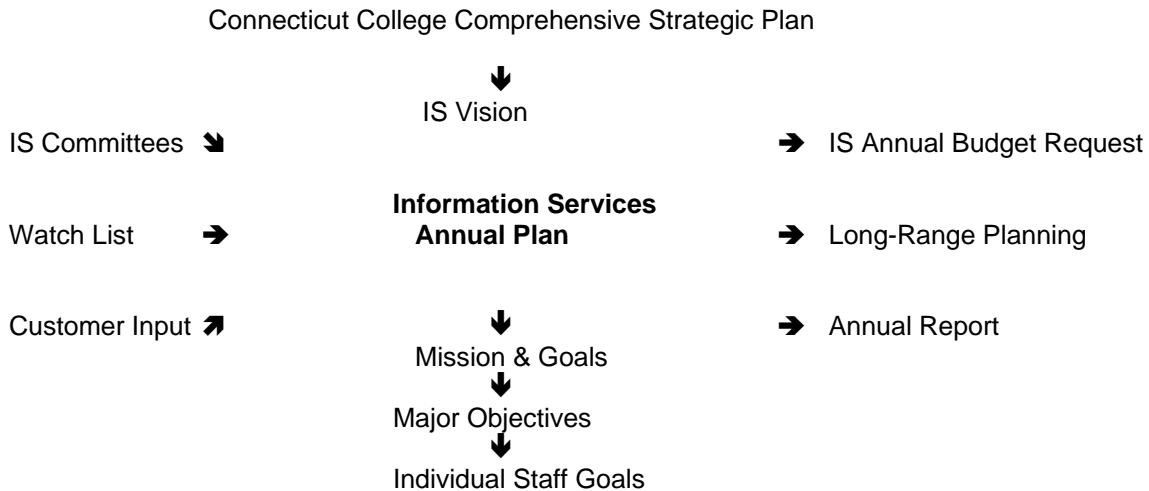 Connecticut College Comprehensive Strategic Plan
🡻
IS Vision
IS Committees 🡾 🡺 IS Annual Budget Request
Information Services
Watch List 🡺 Annual Plan 🡺 Long-Range Planning
Customer Input 🡽 🡻 🡺 Annual Report
Mission & Goals
🡻
Major Objectives
🡻
Individual Staff Goals